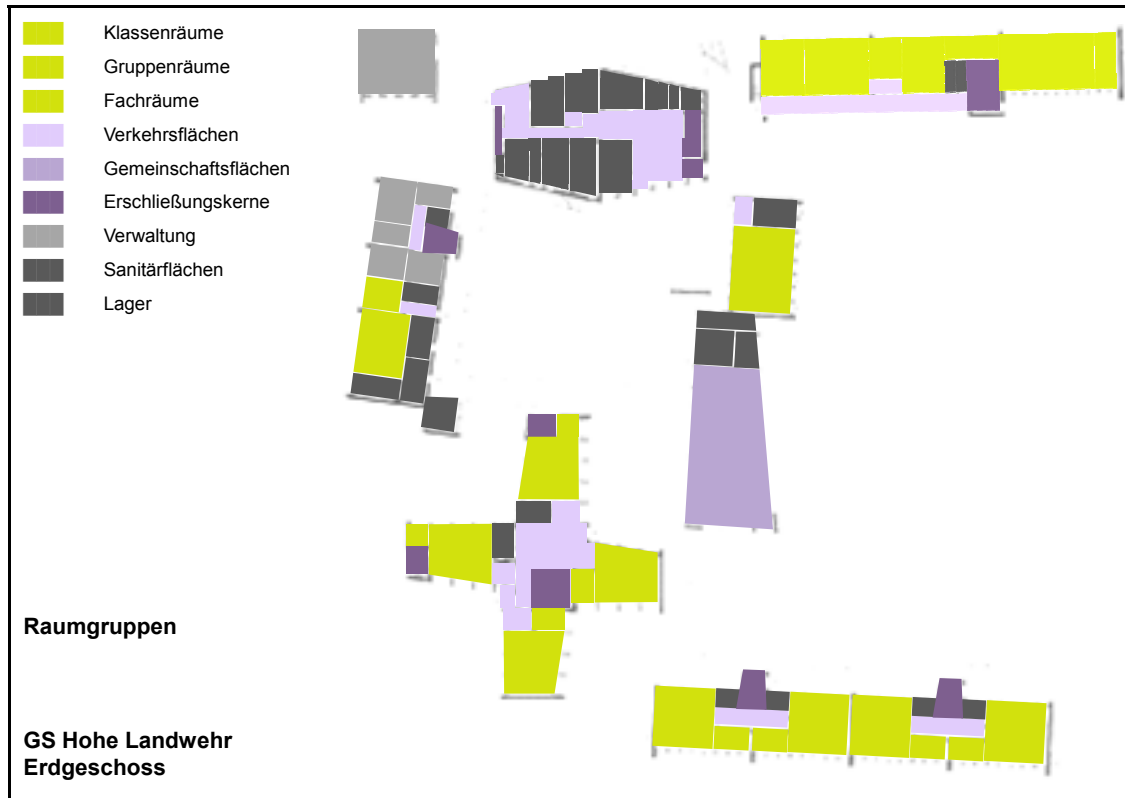 Klassenräume
Gruppenräume
Fachräume
Verkehrsflächen
Gemeinschaftsflächen
Erschließungskerne
Verwaltung
Sanitärflächen
Lager
Raumgruppen
GS Hohe Landwehr
Erdgeschoss